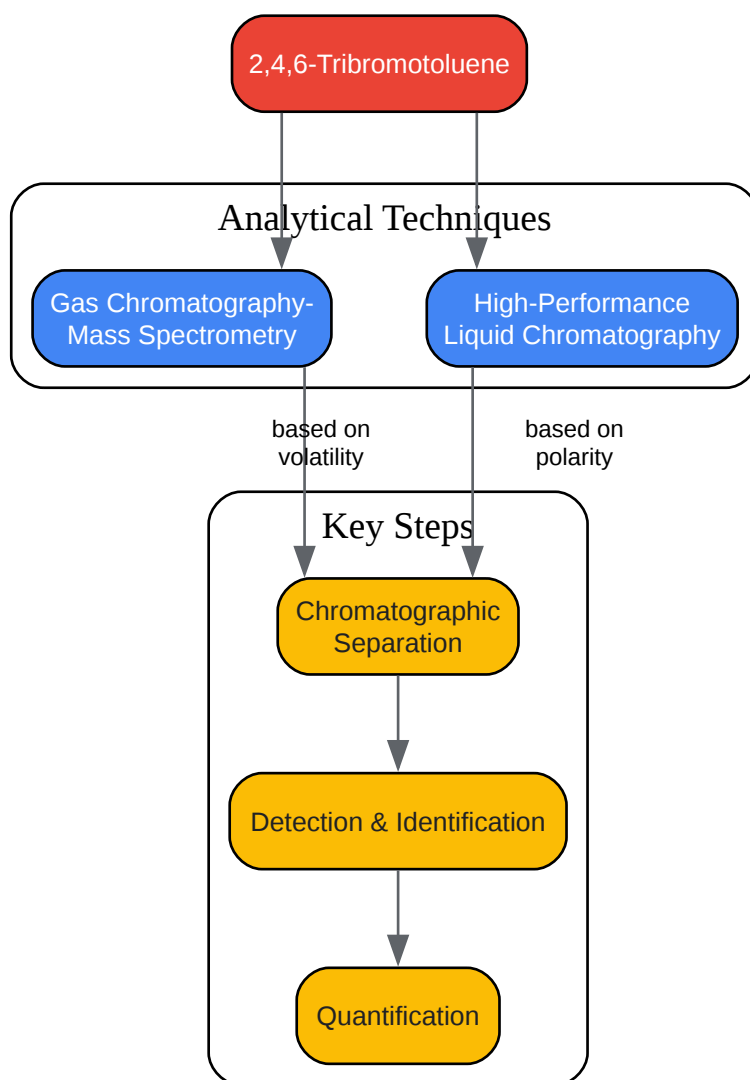 2,4,6-Tribromotoluene
Analytical Techniques
Gas Chromatography-
Mass Spectrometry
High-Performance
Liquid Chromatography
based on
volatility
based on
polarity
Key Steps
Chromatographic
Separation
Detection & Identification
Quantification